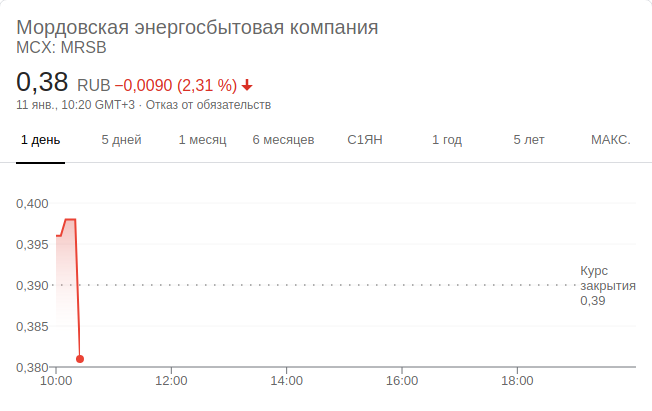 Мордовская энергосбытовая компания
MCX: MRSB
0,38 RUB −0,0090 (2,31 %)
11 янв., 10:20 GMT+3 · Отказ от обязательств
1 день 5 дней 1 месяц 6 месяцев С1ЯН 1 год 5 лет МАКС.
0,400
0,395
0,390
0,385
0,380
Курс
закрытия
0,39
10:00 12:00 14:00 16:00 18:00